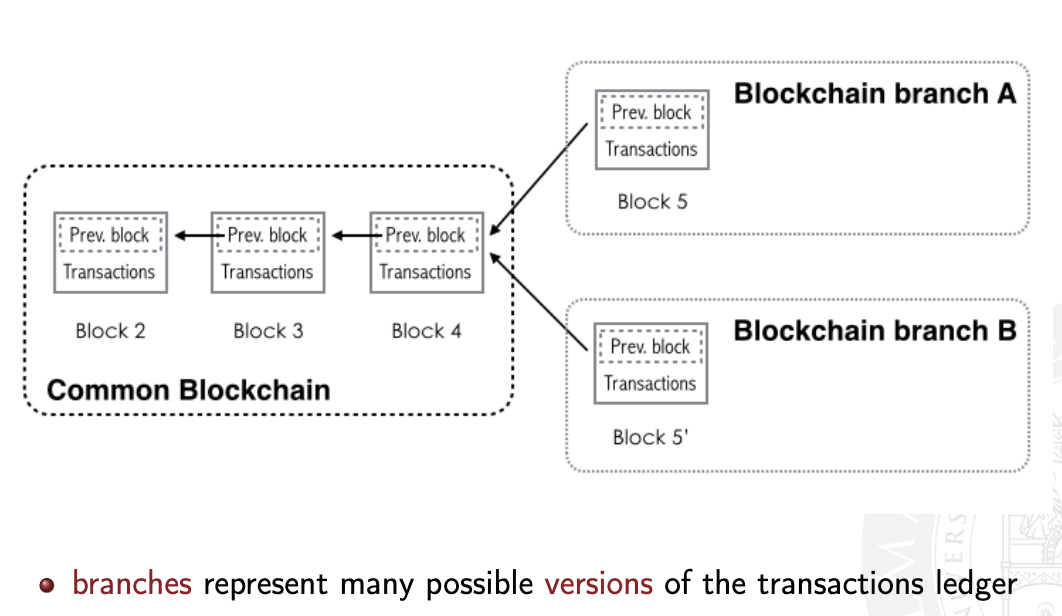 Blockchain branch A
Prev. block
Transactions
Block 5
Prev. block
Transactions
Block 2
Prev. block
Transactions
Block 3
Prev. block
Transactions
Block 4
Common Blockchain
Blockchain branch B
Prev. block
Transactions
Block 5'
branches represent many possible versions of the transactions ledger